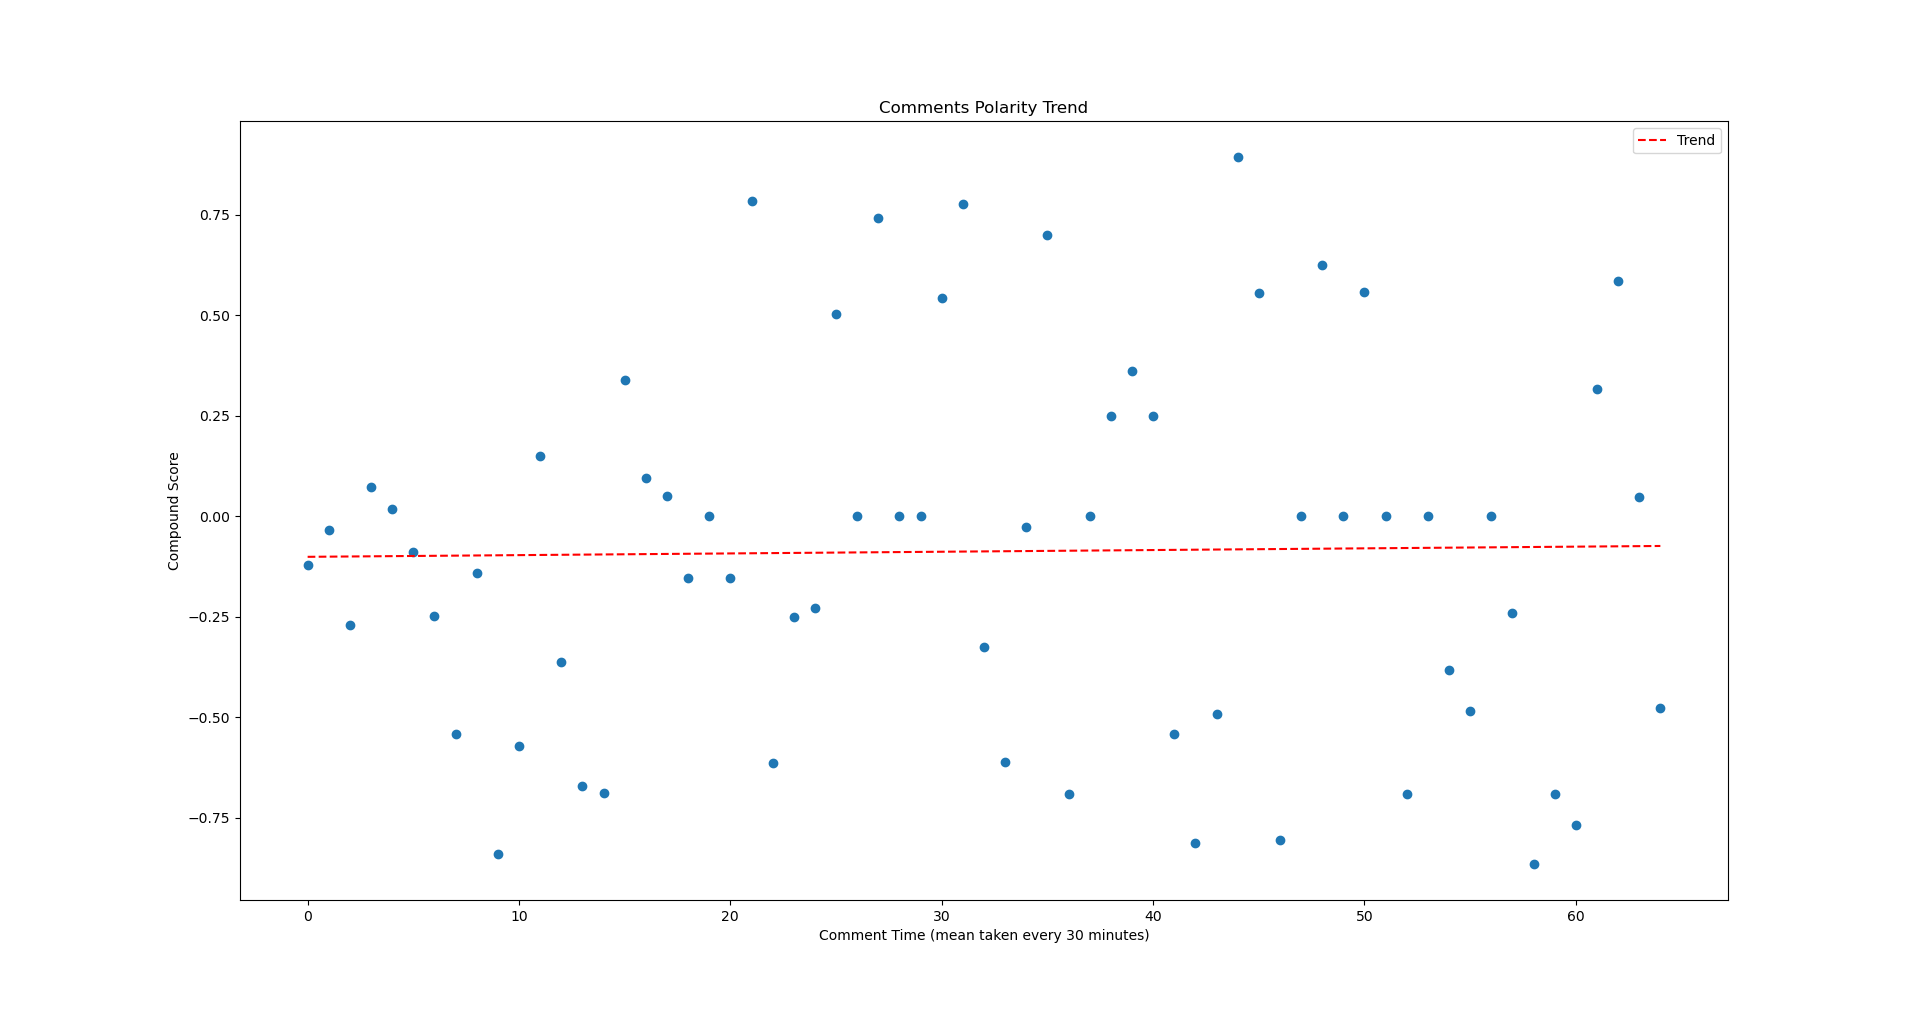 Comments Polarity Trend
Trend
0.75
0.50
0.25
0.00
−0.25
−0.50
−0.75
Compound Score
0 10 20 30 40 50 60
Comment Time (mean taken every 30 minutes)